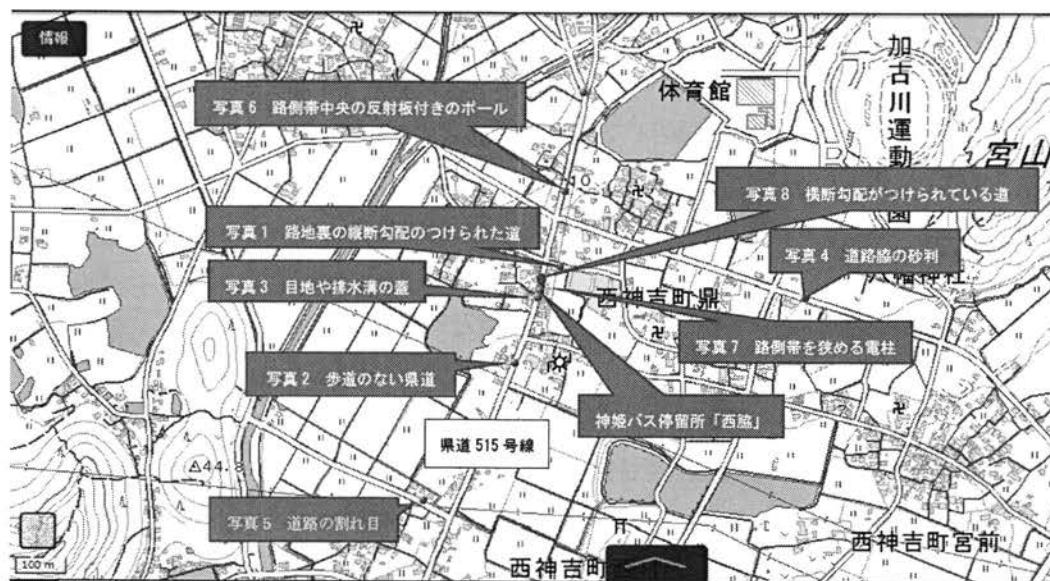 情報
加古川運動
園
体育館
宮山
写真6 路側帯中央の反射板付きのポール
10
写真8 横断勾配がつけられている道
写真1 路地裏の縦断勾配のつけられた道
写真4 道路脇の砂利
八幡神社
写真3 目地や排水溝の蓋
西神吉町鼎
写真7 路側帯を狭める電柱
写真2 歩道のない県道
神姫バス停留所「西脇」
県道515号線
44.8
写真5 道路の割れ目
100 m
西神吉町
西神吉町宮前